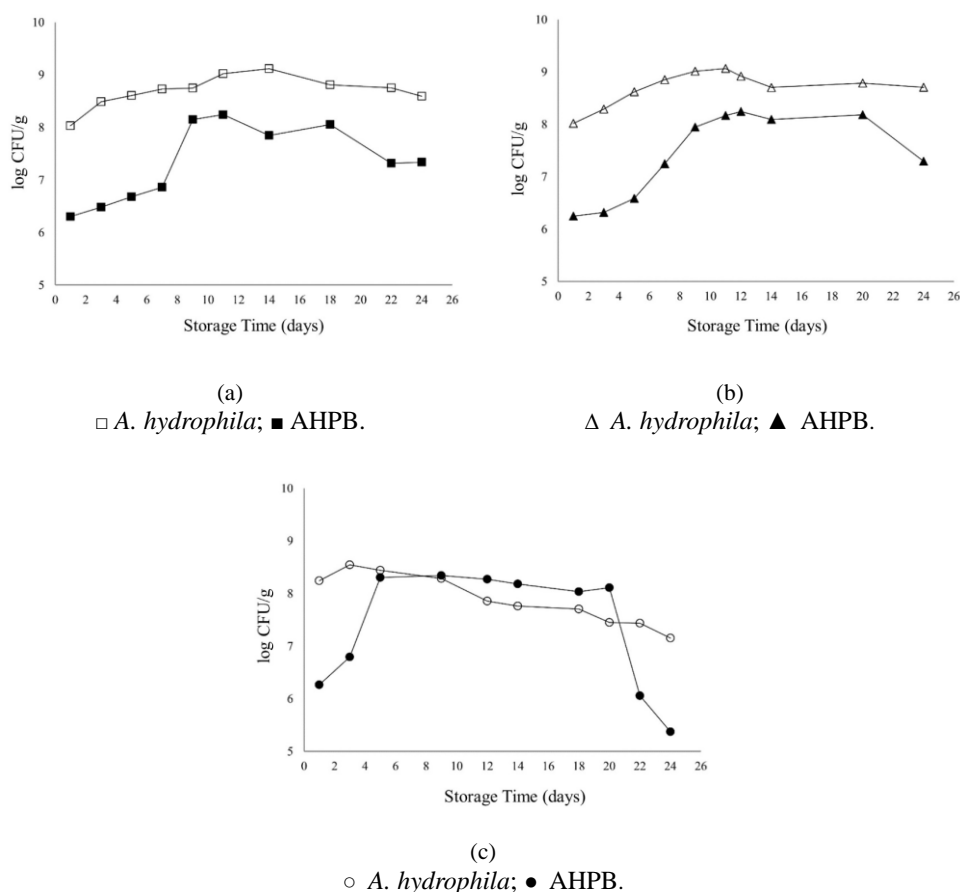 10
9
8
7
6
5
log CFU/g
0 2 4 6 8 10 12 14 16 18 20 22 24 26
Storage Time (days)
(a)
□ A. hydrophila; ■ AHPB.
10
9
8
7
6
5
log CFU/g
0 2 4 6 8 10 12 14 16 18 20 22 24 26
Storage Time (days)
(b)
Δ A. hydrophila; ▲ AHPB.
10
9
8
7
6
5
log CFU/g
0 2 4 6 8 10 12 14 16 18 20 22 24 26
Storage Time (days)
(c)
○ A. hydrophila; ● AHPB.